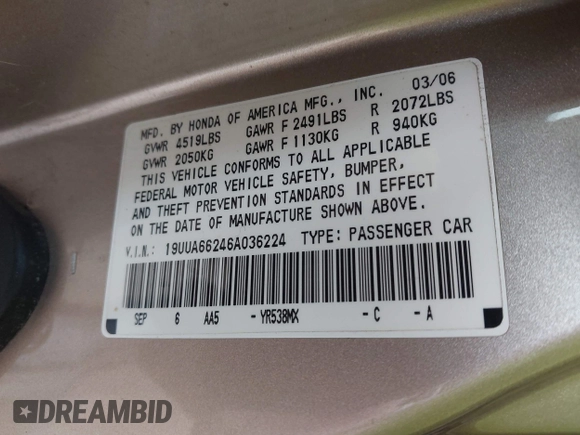 MFD. BY HONDA OF AMERICA MFG., INC. 03/06
GVWR 4519LBS GAWR F 2491LBS R 2072LBS
GVWR 2050KG GAWR F 1130KG R 940KG
THIS VEHICLE CONFORMS TO ALL APPLICABLE
FEDERAL MOTOR VEHICLE SAFETY, BUMPER,
AND THEFT PREVENTION STANDARDS IN EFFECT
ON THE DATE OF MANUFACTURE SHOWN ABOVE.
V.I.N.: 19UUA66246A036224 TYPE: PASSENGER CAR
SEP 6 AA5 - YR538MX - C - A
DREAMBID